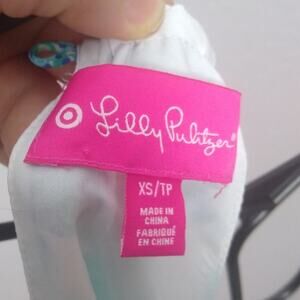 Lilly Pulitzer®
XS/TP
MADE IN
CHINA
FABRIQUÉ
EN CHINE